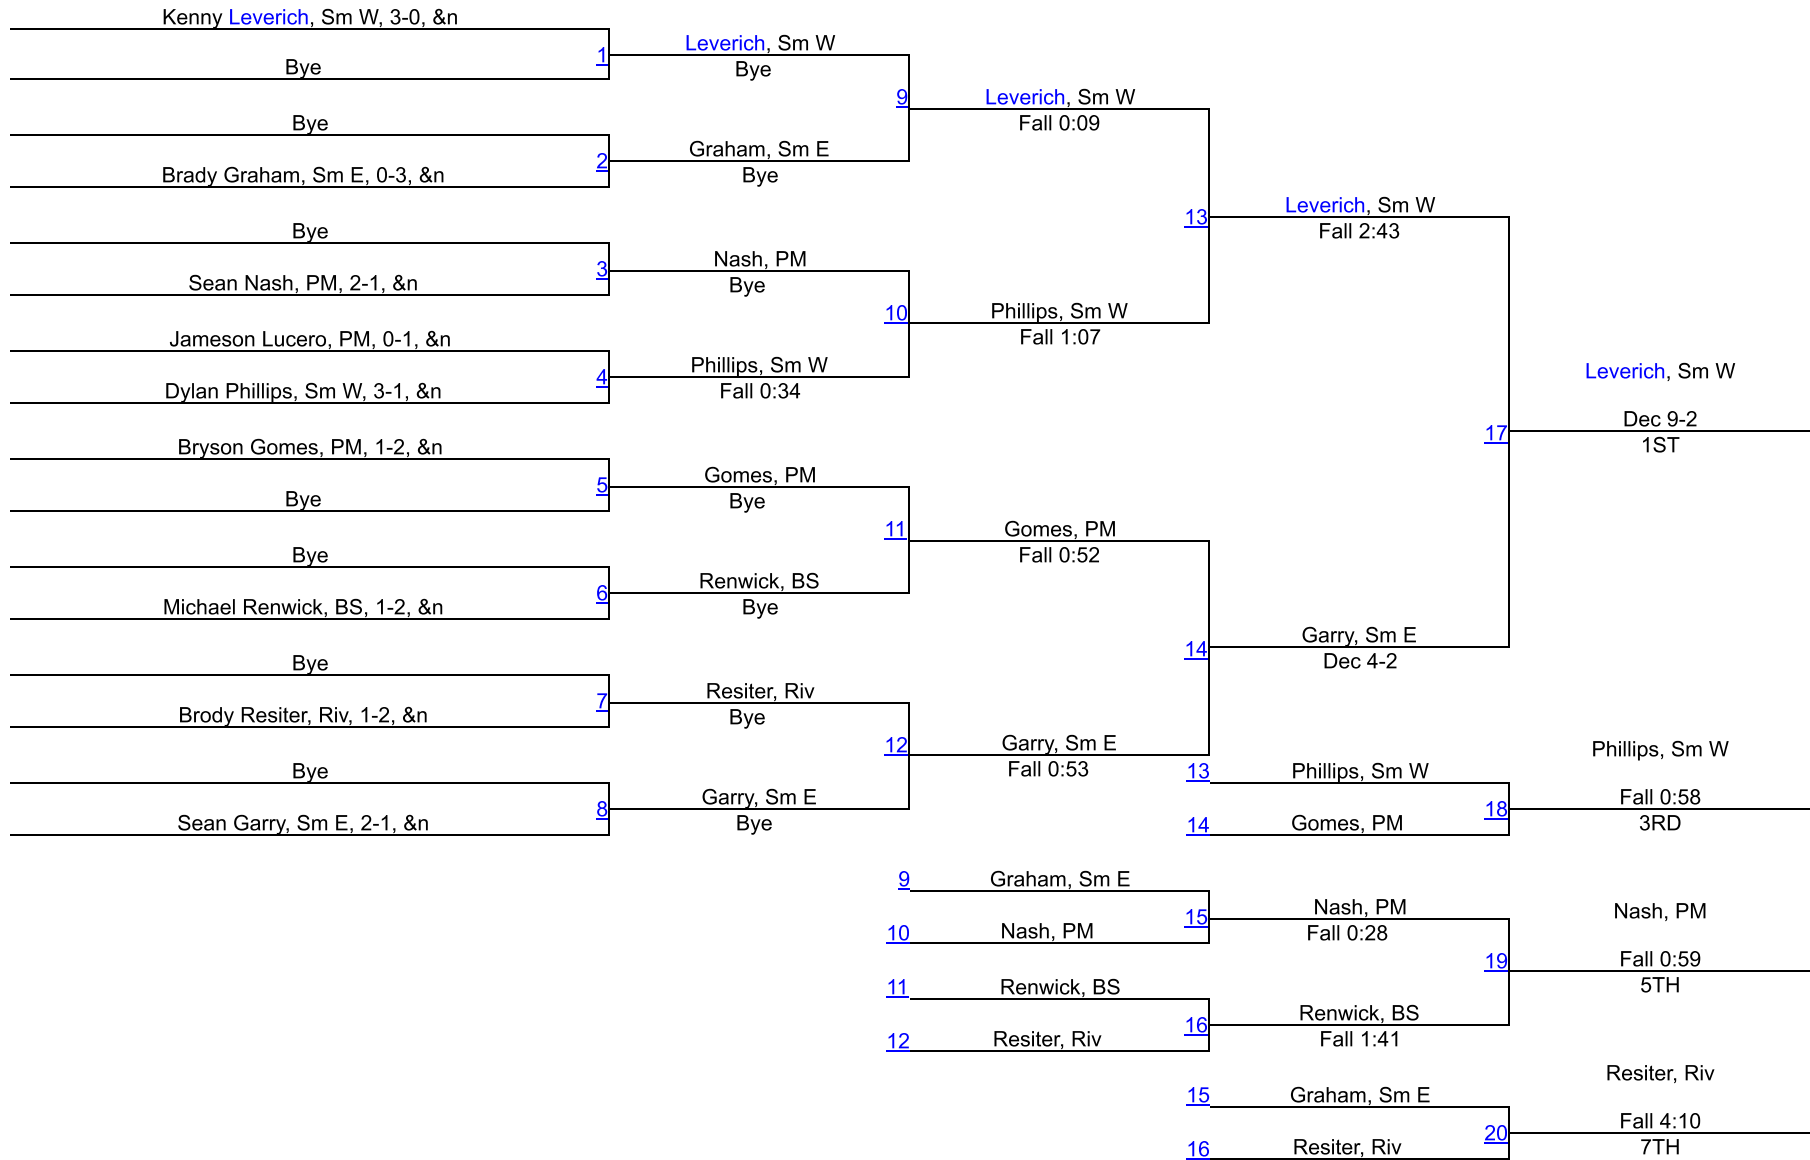 Kenny Leverich, Sm W, 3-0, &n
Bye
1
Bye
Brady Graham, Sm E, 0-3, &n
2
Bye
Sean Nash, PM, 2-1, &n
3
Jameson Lucero, PM, 0-1, &n
Dylan Phillips, Sm W, 3-1, &n
4
Bryson Gomes, PM, 1-2, &n
Bye
5
Bye
Michael Renwick, BS, 1-2, &n
6
Bye
Brody Resiter, Riv, 1-2, &n
7
Bye
Sean Garry, Sm E, 2-1, &n
8
Leverich, Sm W
Bye
9
Graham, Sm E
Bye
Nash, PM
Bye
10
Phillips, Sm W
Fall 0:34
Gomes, PM
Bye
11
Renwick, BS
Bye
Resiter, Riv
Bye
12
Garry, Sm E
Bye
Leverich, Sm W
Fall 0:09
13
Phillips, Sm W
Fall 1:07
Gomes, PM
Fall 0:52
14
Garry, Sm E
Fall 0:53
Leverich, Sm W
Fall 2:43
17
Garry, Sm E
Dec 4-2
Leverich, Sm W
Dec 9-2
1ST
13
Phillips, Sm W
14
Gomes, PM
18
Phillips, Sm W
Fall 0:58
3RD
9
Graham, Sm E
10
Nash, PM
15
11
Renwick, BS
12
Resiter, Riv
16
Nash, PM
Fall 0:28
19
Renwick, BS
Fall 1:41
Nash, PM
Fall 0:59
5TH
15
Graham, Sm E
16
Resiter, Riv
20
Resiter, Riv
Fall 4:10
7TH